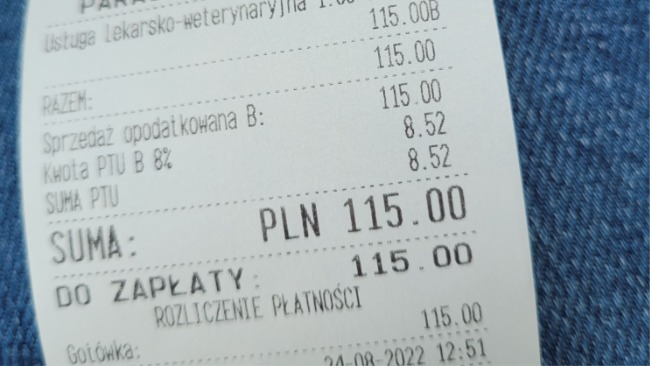 Usługa lekarsko-weterynaryjna
115.00B
115.00
RAZEM:
115.00
Sprzedaż opodatkowana B:
8.52
Kwota PTU B 8%
8.52
SUMA PTU
SUMA: PLN 115.00
DO ZAPŁATY: 115.00
ROZLICZENIE PŁATNOŚCI
115.00
Gotówka:
24-08-2022 12:51